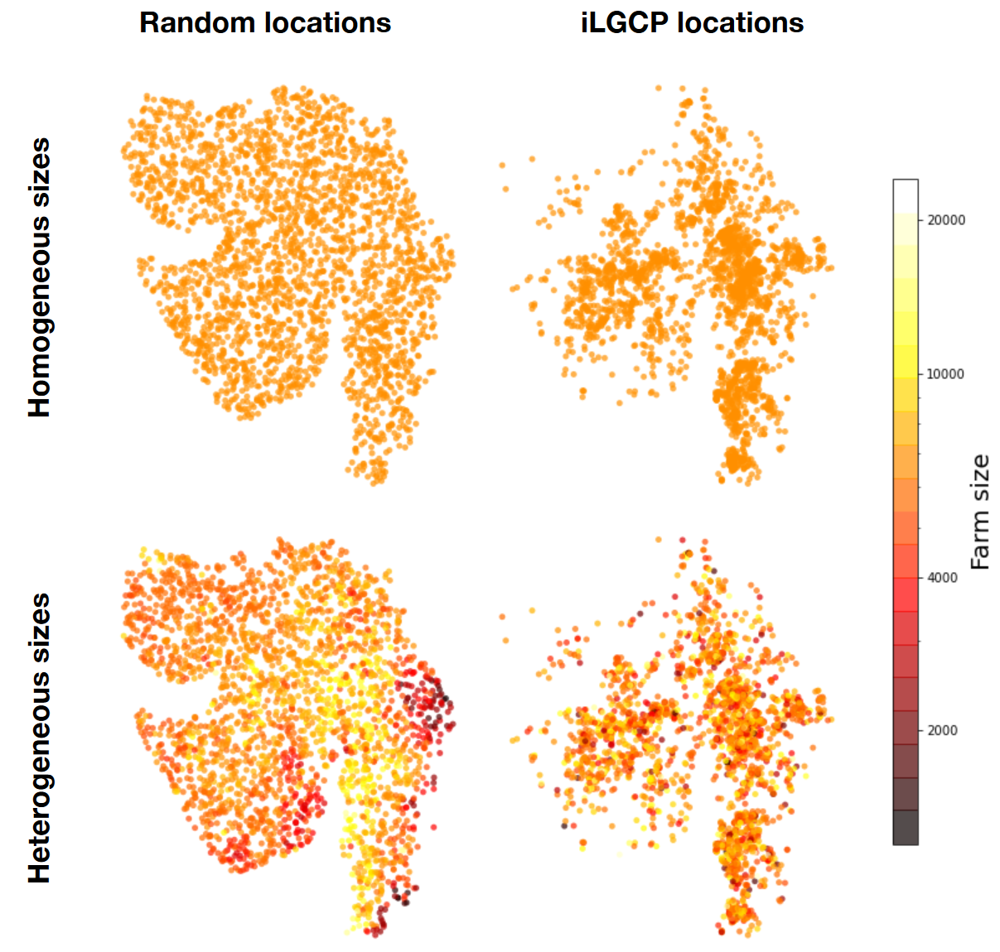 Random locations
iLGCP locations
Homogeneous sizes
Heterogeneous sizes
20000
10000
4000
2000
Farm size